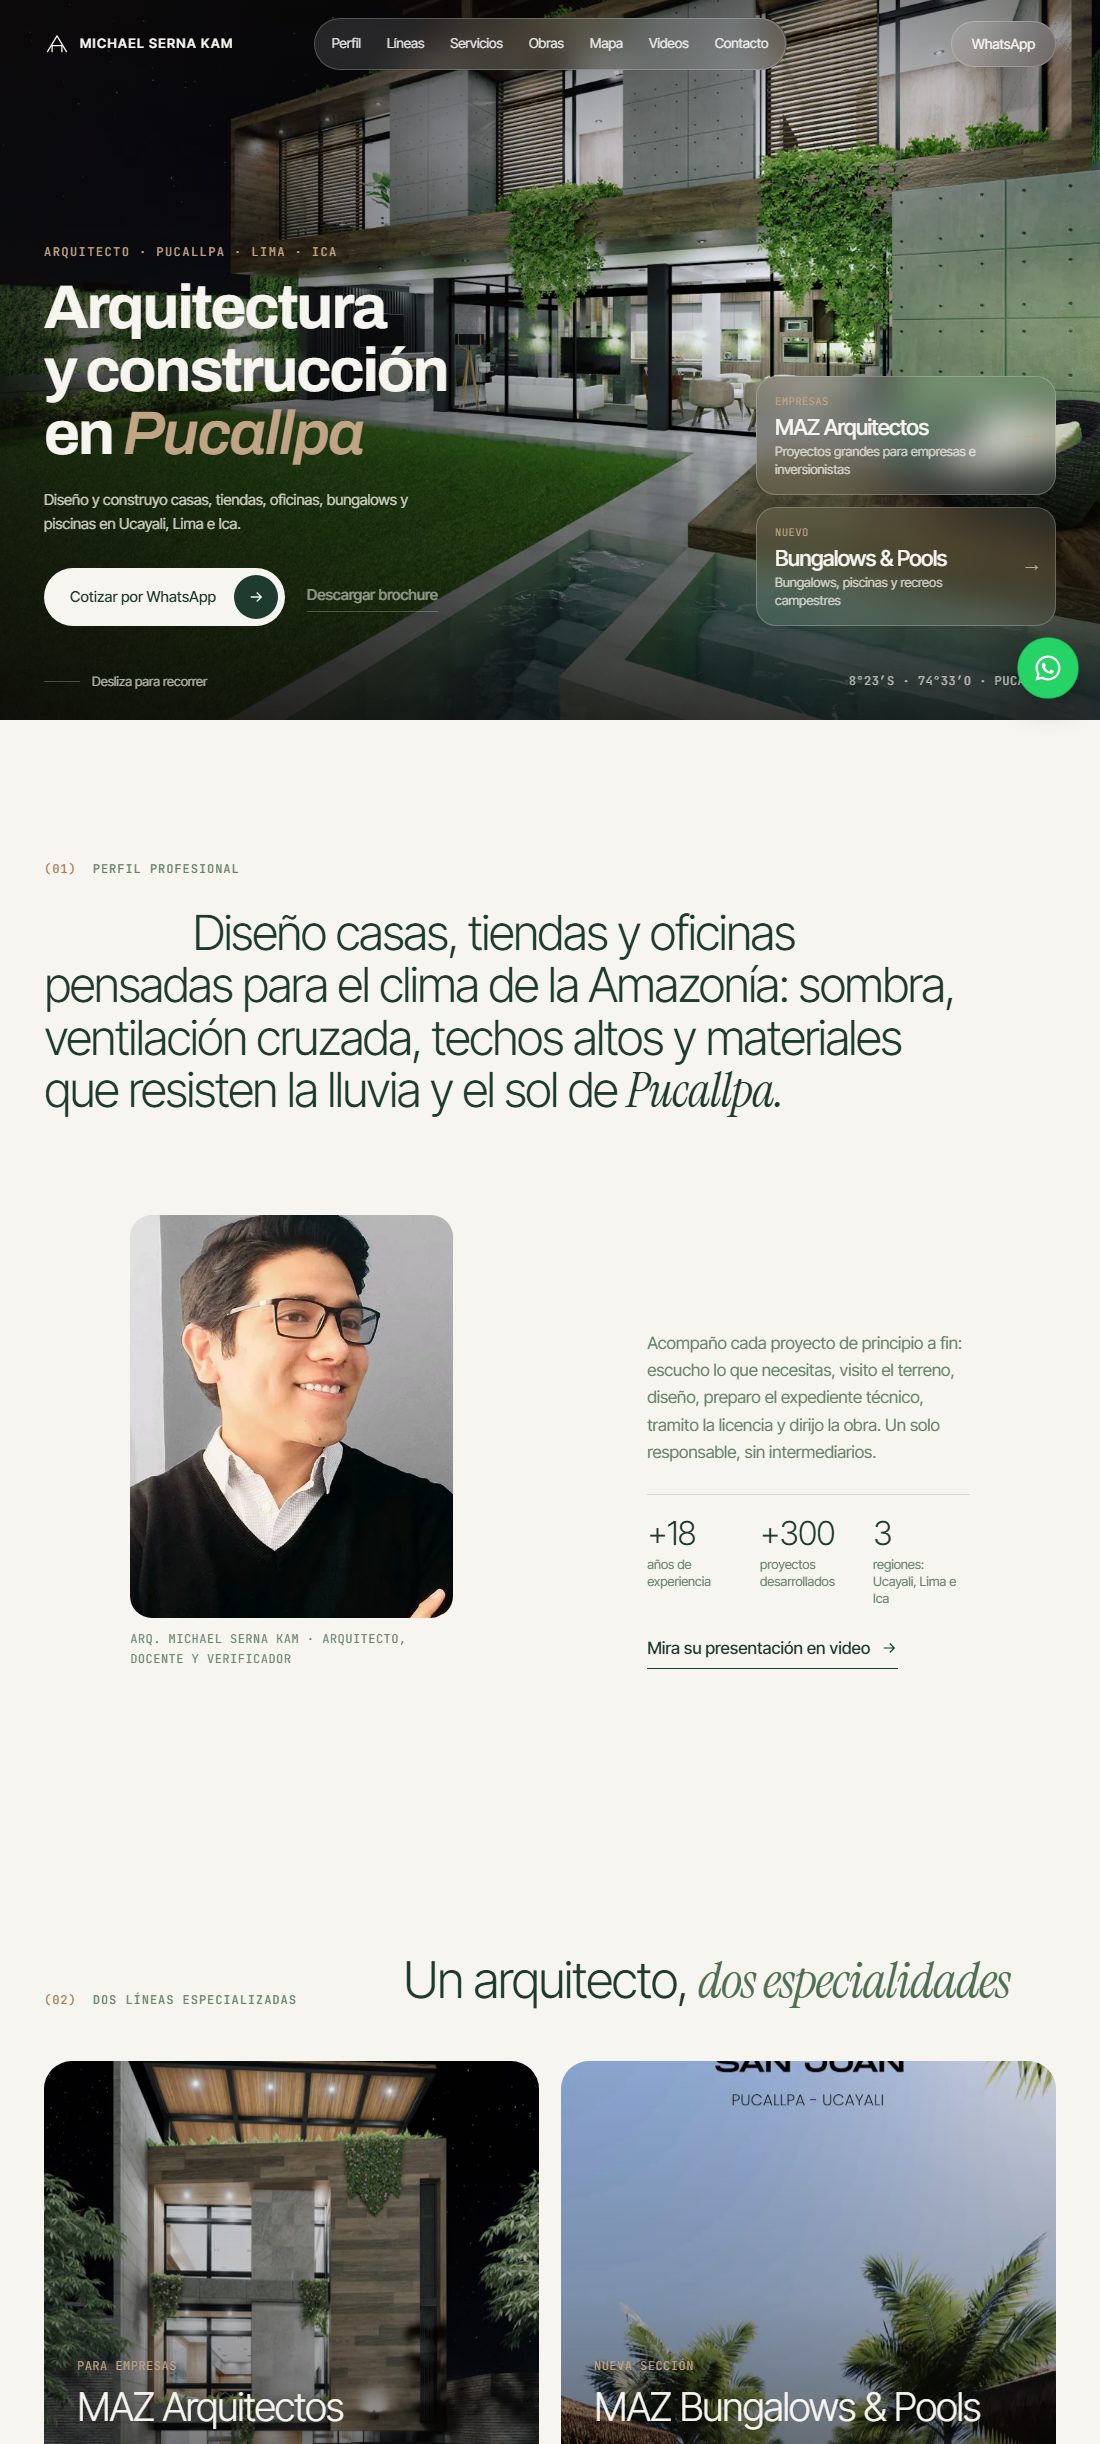 MICHAEL SERNA KAM
Perfil Líneas Servicios Obras Mapa Videos Contacto
WhatsApp
ARQUITECTO · PUCALLPA · LIMA · ICA
Arquitectura
y construcción
en Pucallpa
Diseño y construyo casas, tiendas, oficinas, bungalows y
piscinas en Ucayali, Lima e Ica.
Cotizar por WhatsApp →
Descargar brochure
EMPRESAS
MAZ Arquitectos
Proyectos grandes para empresas e
inversionistas
→
NUEVO
Bungalows & Pools
Bungalows, piscinas y recreos
campestres
→
Desliza para recorrer
8°23′S · 74°33′O ·
(01) PERFIL PROFESIONAL
Diseño casas, tiendas y oficinas
pensadas para el clima de la Amazonía: sombra,
ventilación cruzada, techos altos y materiales
que resisten la lluvia y el sol de Pucallpa.
ARQ. MICHAEL SERNA KAM · ARQUITECTO,
DOCENTE Y VERIFICADOR
Acompaño cada proyecto de principio a fin:
escucho lo que necesitas, visito el terreno,
diseño, preparo el expediente técnico,
tramito la licencia y dirijo la obra. Un solo
responsable, sin intermediarios.
+18
años de
experiencia
+300
proyectos
desarrollados
3
regiones:
Ucayali, Lima e
Ica
Mira su presentación en video →
(02) DOS LÍNEAS ESPECIALIZADAS
Un arquitecto, dos especialidades
PARA EMPRESAS
MAZ Arquitectos
SAN JUAN
PUCALLPA - UCAYALI
NUEVA SECCIÓN
MAZ Bungalows & Pools